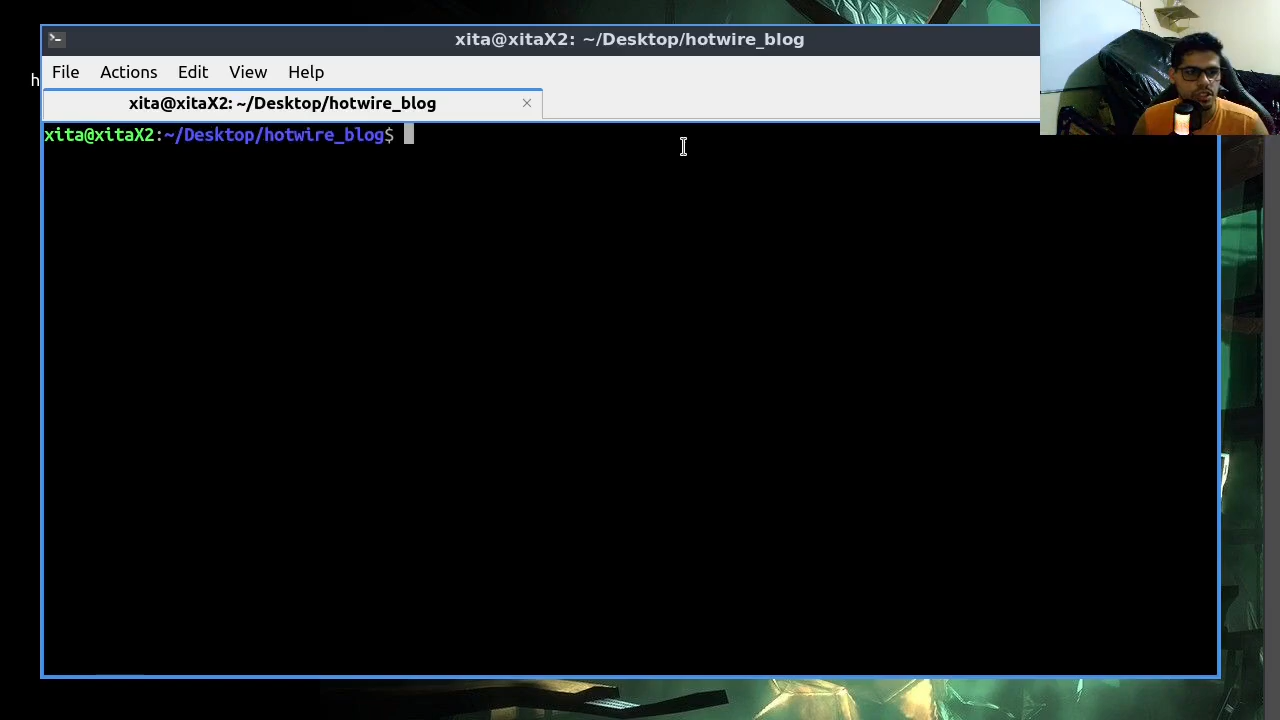 xita@xitaX2: ~/Desktop/hotwire_blog
File Actions Edit View Help
h
xita@xitaX2: ~/Desktop/hotwire_blog ×
xita@xitaX2:~/Desktop/hotwire_blog$